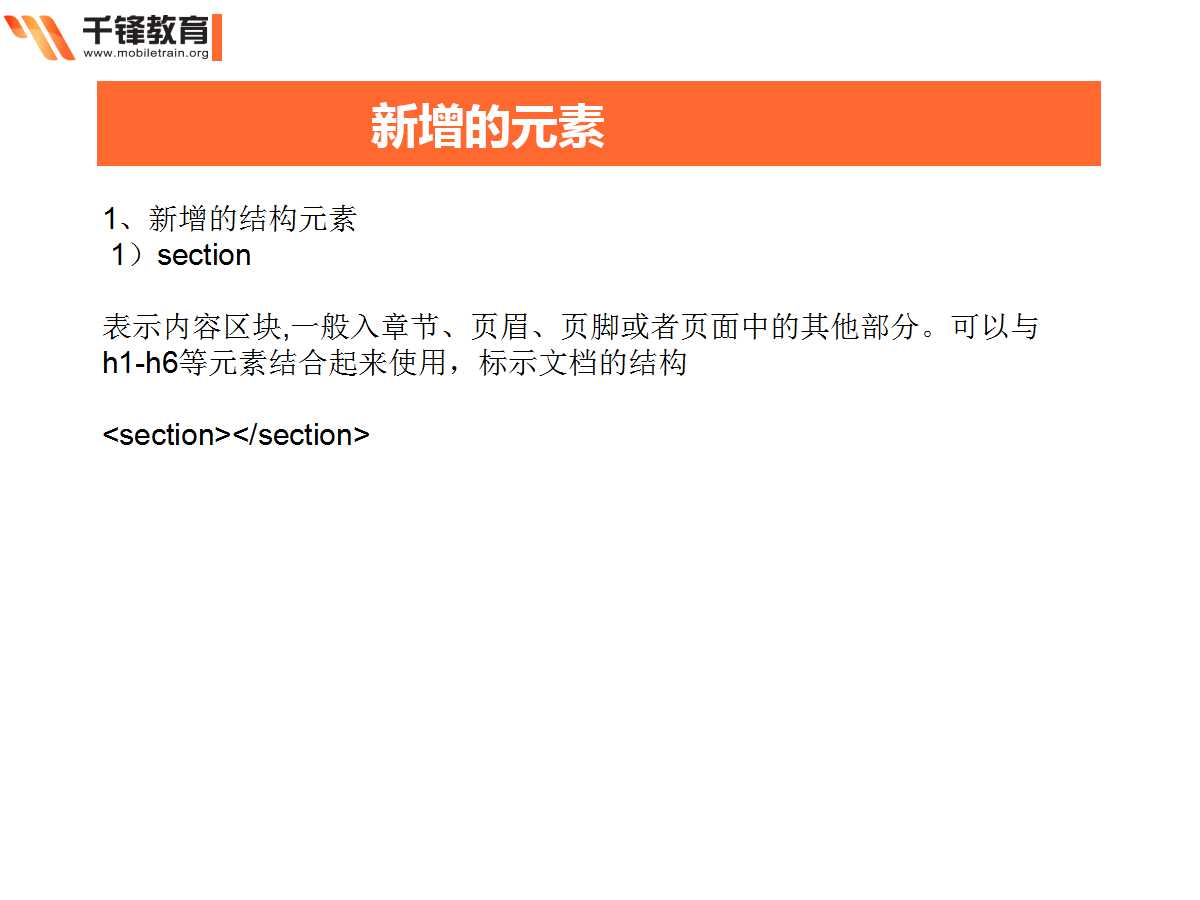 千锋教育
www.mobiletrain.org
新增的元素
1、新增的结构元素
1）section
表示内容区块,一般入章节、页眉、页脚或者页面中的其他部分。可以与
h1-h6等元素结合起来使用，标示文档的结构
<section></section>